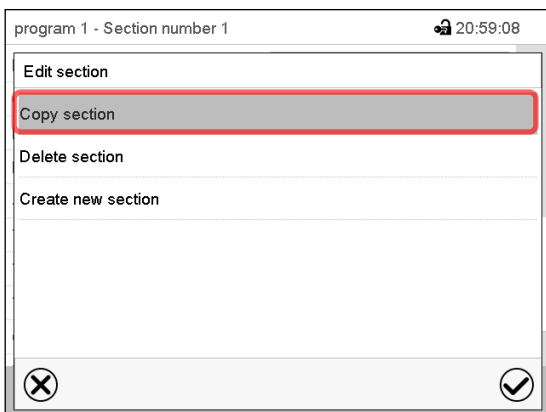 program 1 - Section number 1 20:59:08
Edit section
Copy section
Delete section
Create new section